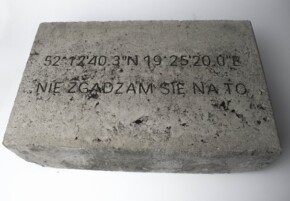 52°12'40.3"N 19°25'20.0"E
NIE ZGADZAM SIĘ NA TO